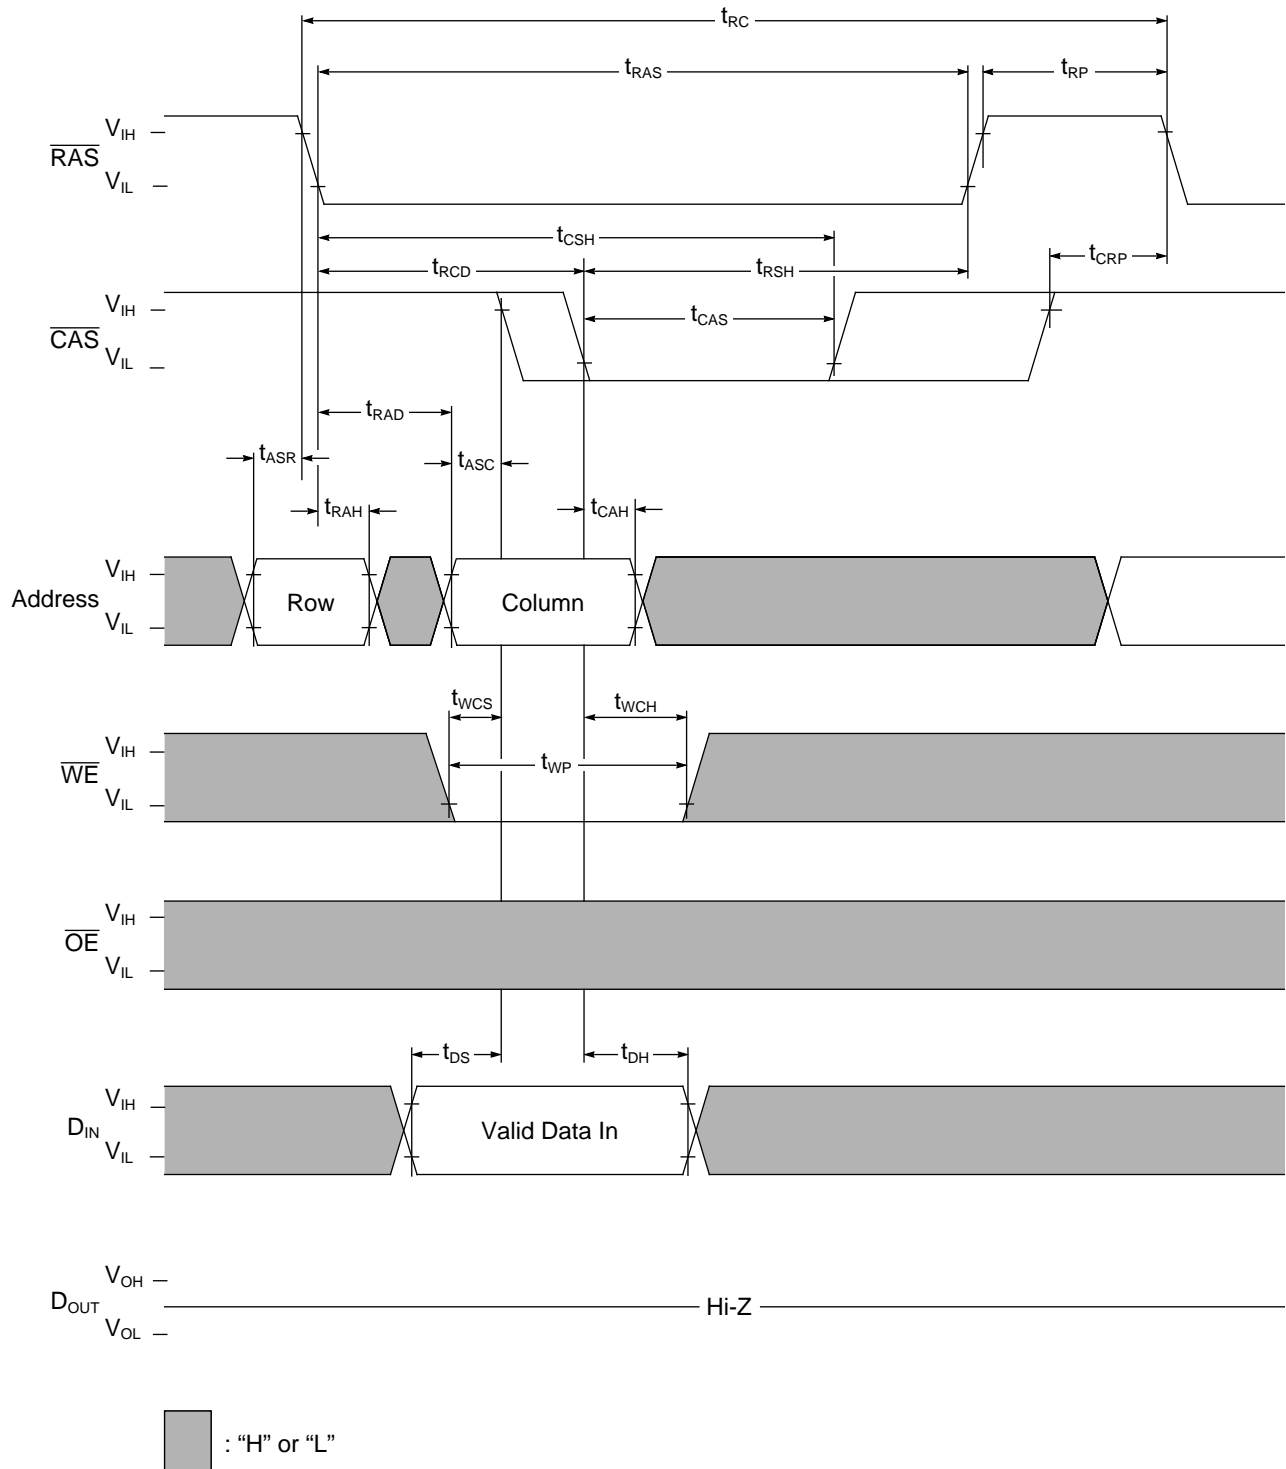 tRC
tRAS
tRP
VIH
RAS
VIL
tCSH
tRCD
tRSH
tCRP
VIH
CAS
VIL
tCAS
tRAD
tASR
tASC
tRAH
tCAH
VIH
Address
VIL
Row
Column
tWCS
tWCH
VIH
WE
VIL
tWP
VIH
OE
VIL
tDS
tDH
VIH
DIN
VIL
Valid Data In
VOH
DOUT
VOL
Hi-Z
: “H” or “L”